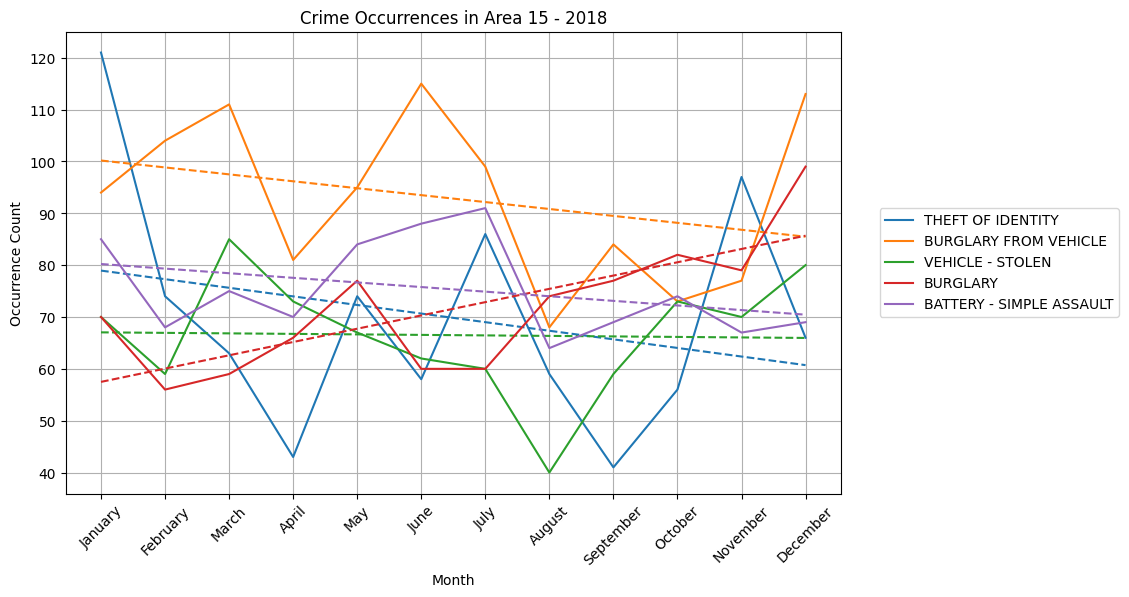 Crime Occurrences in Area 15 - 2018
Occurrence Count
120
110
100
90
80
70
60
50
40
January
February
March
April
May
June
July
August
September
October
November
December
Month
THEFT OF IDENTITY
BURGLARY FROM VEHICLE
VEHICLE - STOLEN
BURGLARY
BATTERY - SIMPLE ASSAULT